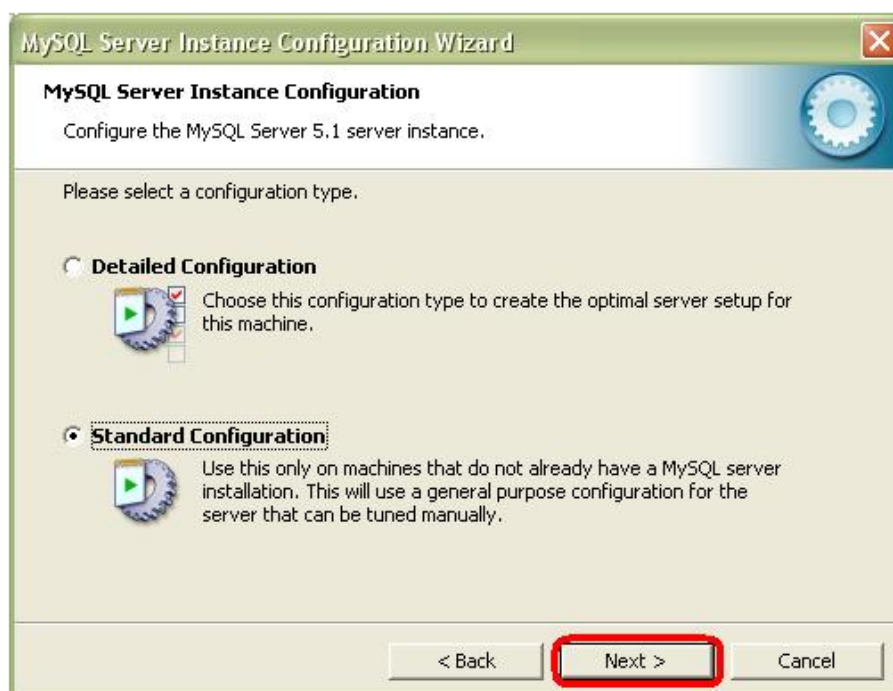 MySQL Server Instance Configuration Wizard
MySQL Server Instance Configuration
Configure the MySQL Server 5.1 server instance.
Please select a configuration type.
Detailed Configuration
Choose this configuration type to create the optimal server setup for
this machine.
Standard Configuration
Use this only on machines that do not already have a MySQL server
installation. This will use a general purpose configuration for the
server that can be tuned manually.
< Back
Next >
Cancel